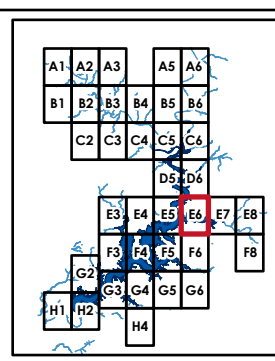 A1 A2 A3 A5 A6
B1 B2 B3 B4 B5 B6
C2 C3 C4 C5 C6
D5 D6
E3 E4 E5 E6 E7 E8
F3 F4 F5 F6 F8
G2
G3 G4 G5 G6
H1 H2
H4